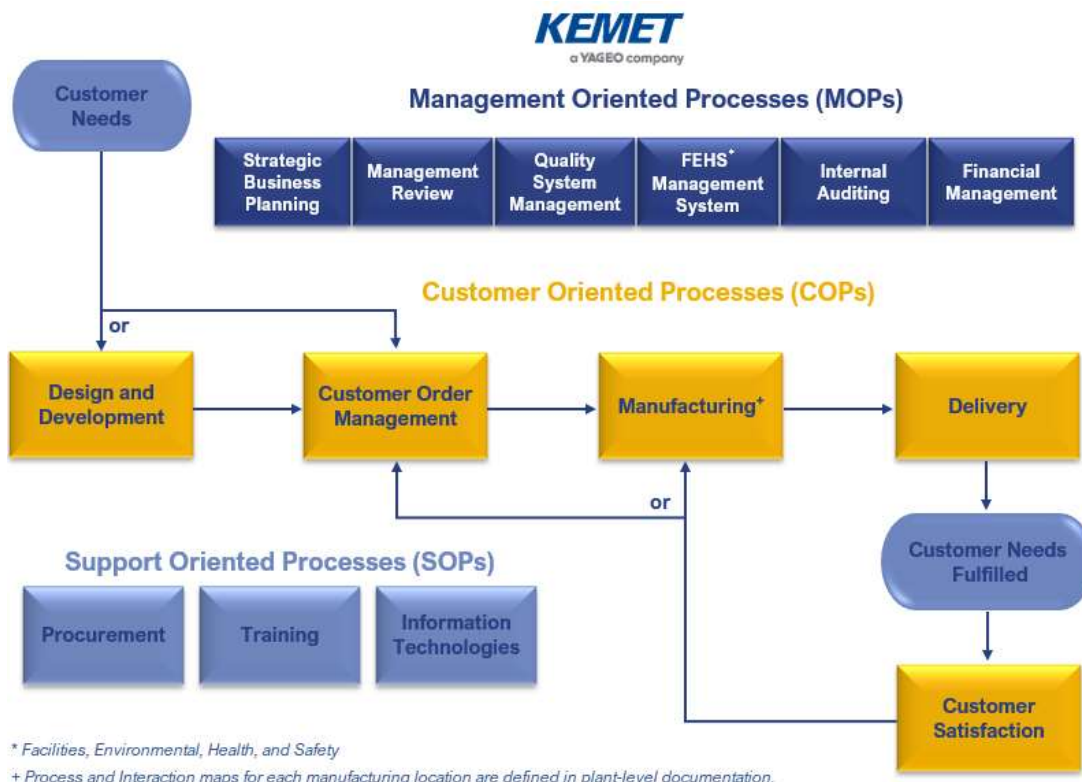 KEMET
a YAGEO company
Customer
Needs
Management Oriented Processes (MOPs)
Strategic
Business
Planning
Management
Review
Quality
System
Management
FEHS+
Management
System
Internal
Auditing
Financial
Management
Customer Oriented Processes (COPs)
or
Design and
Development
Customer Order
Management
Manufacturing+
Delivery
or
Support Oriented Processes (SOPs)
Customer Needs
Fulfilled
Procurement
Training
Information
Technologies
Customer
Satisfaction
* Facilities, Environmental, Health, and Safety
+ Process and Interaction maps for each manufacturing location are defined in plant-level documentation.